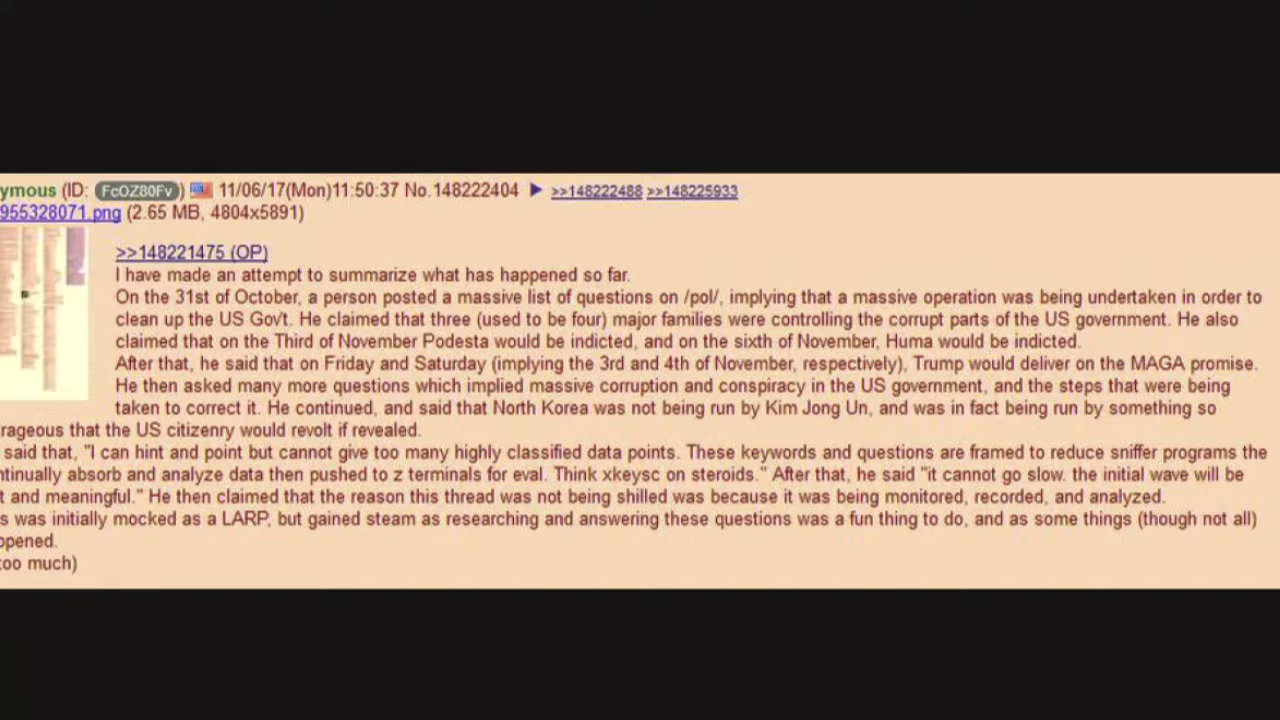 ymous (ID: FcOZ80Fv) 11/06/17(Mon)11:50:37 No.148222404 ▶ >>148222488 >>148225933
955328071.png (2.65 MB, 4804x5891)
>>148221475 (OP)
I have made an attempt to summarize what has happened so far.
On the 31st of October, a person posted a massive list of questions on /pol/, implying that a massive operation was being undertaken in order to
clean up the US Gov't. He claimed that three (used to be four) major families were controlling the corrupt parts of the US government. He also
claimed that on the Third of November Podesta would be indicted, and on the sixth of November, Huma would be indicted.
After that, he said that on Friday and Saturday (implying the 3rd and 4th of November, respectively), Trump would deliver on the MAGA promise.
He then asked many more questions which implied massive corruption and conspiracy in the US government, and the steps that were being
taken to correct it. He continued, and said that North Korea was not being run by Kim Jong Un, and was in fact being run by something so
rageous that the US citizenry would revolt if revealed.
said that, "I can hint and point but cannot give too many highly classified data points. These keywords and questions are framed to reduce sniffer programs the
ntinually absorb and analyze data then pushed to z terminals for eval. Think xkeysc on steroids." After that, he said "it cannot go slow. the initial wave will be
t and meaningful." He then claimed that the reason this thread was not being shilled was because it was being monitored, recorded, and analyzed.
s was initially mocked as a LARP, but gained steam as researching and answering these questions was a fun thing to do, and as some things (though not all)
opened.
too much)